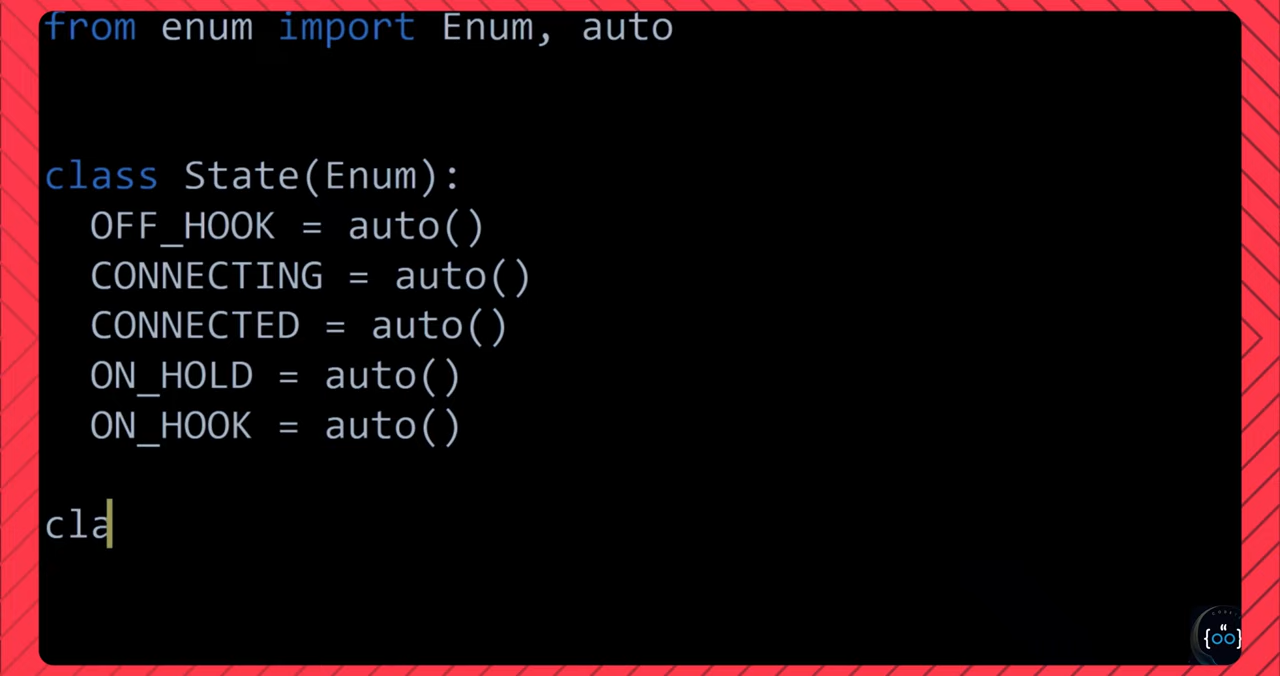 from enum import Enum, auto
class State(Enum):
OFF_HOOK = auto()
CONNECTING = auto()
CONNECTED = auto()
ON_HOLD = auto()
ON_HOOK = auto()
cla
{oo}